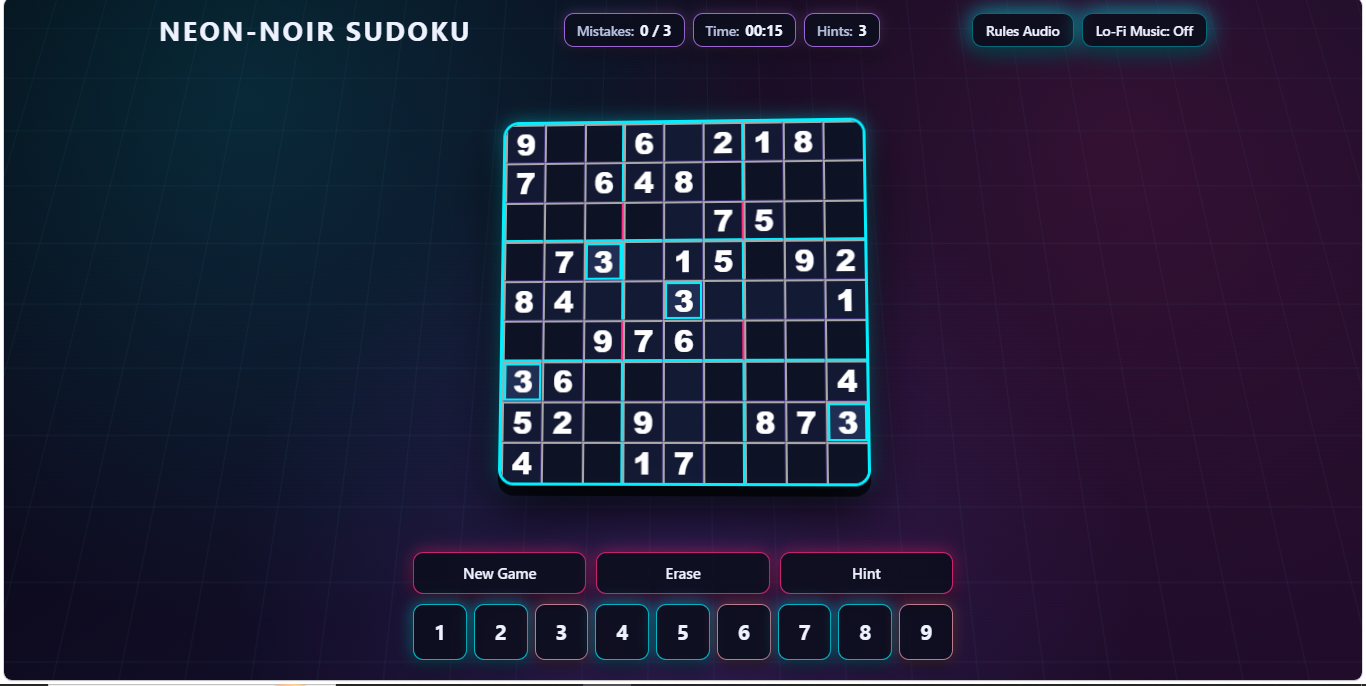 NEON-NOIR SUDOKU
Mistakes: 0 / 3 Time: 00:15 Hints: 3
Rules Audio Lo-Fi Music: Off
9 6 2 1 8
7 6 4 8
7 5
7 3 1 5 9 2
8 4 3 1
9 7 6
3 6 4
5 2 9 8 7 3
4 1 7
New Game Erase Hint
1 2 3 4 5 6 7 8 9